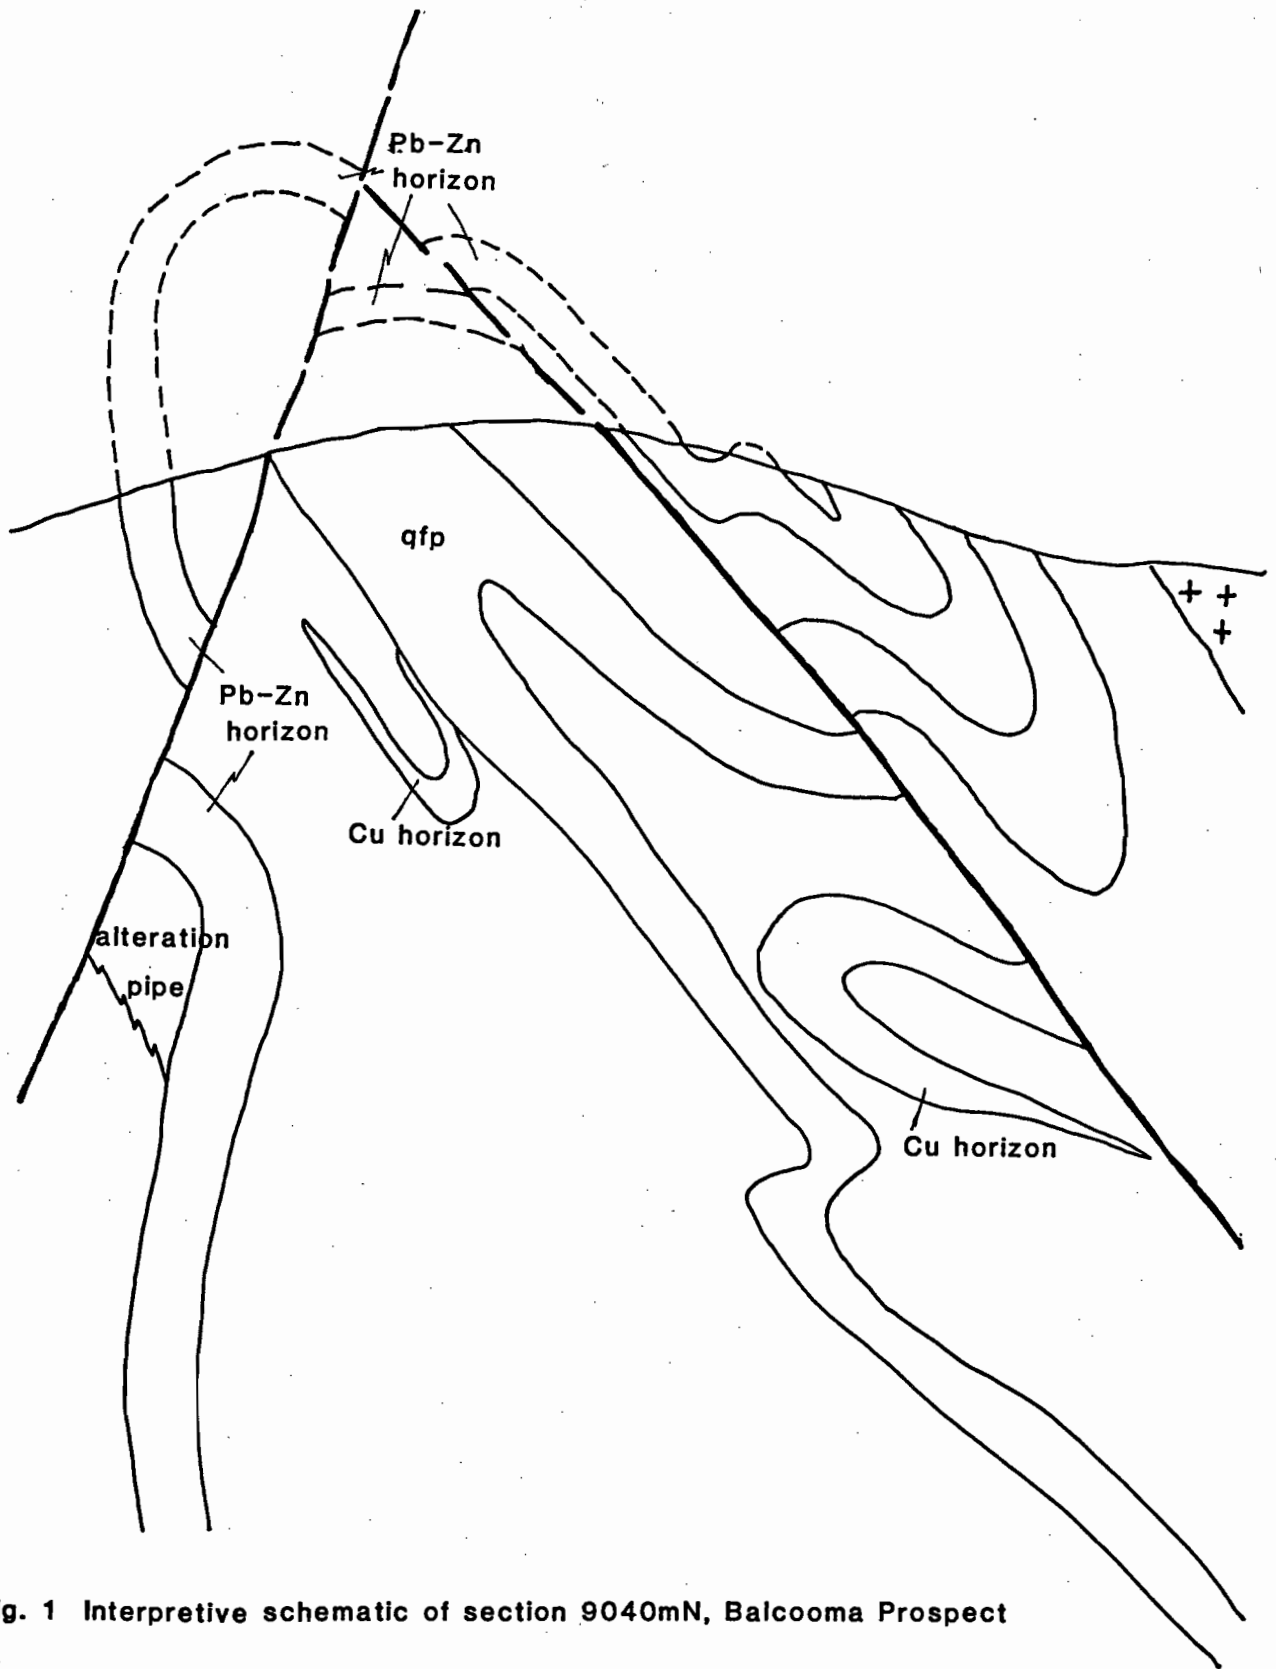 Pb-Zn
horizon
qfp
Pb-Zn
horizon
Cu horizon
alteration
pipe
Cu horizon
g. 1 Interpretive schematic of section 9040mN, Balcooma Prospect